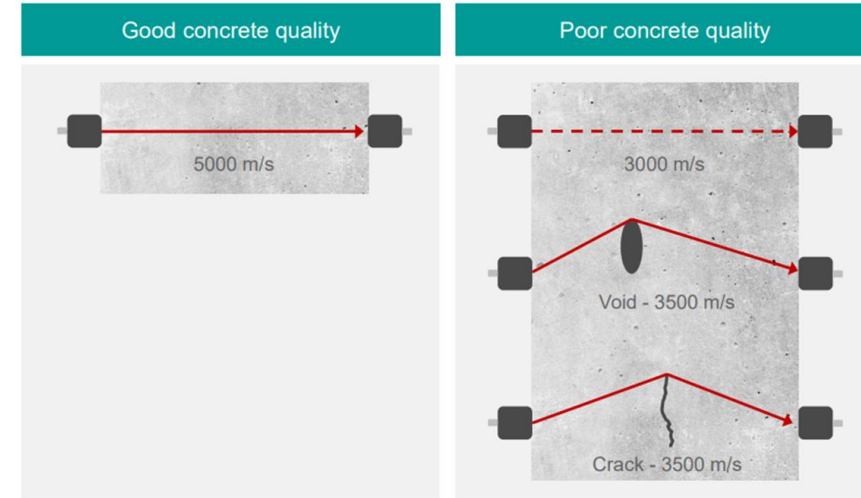 Good concrete quality
Poor concrete quality
5000 m/s
3000 m/s
Void - 3500 m/s
Crack - 3500 m/s